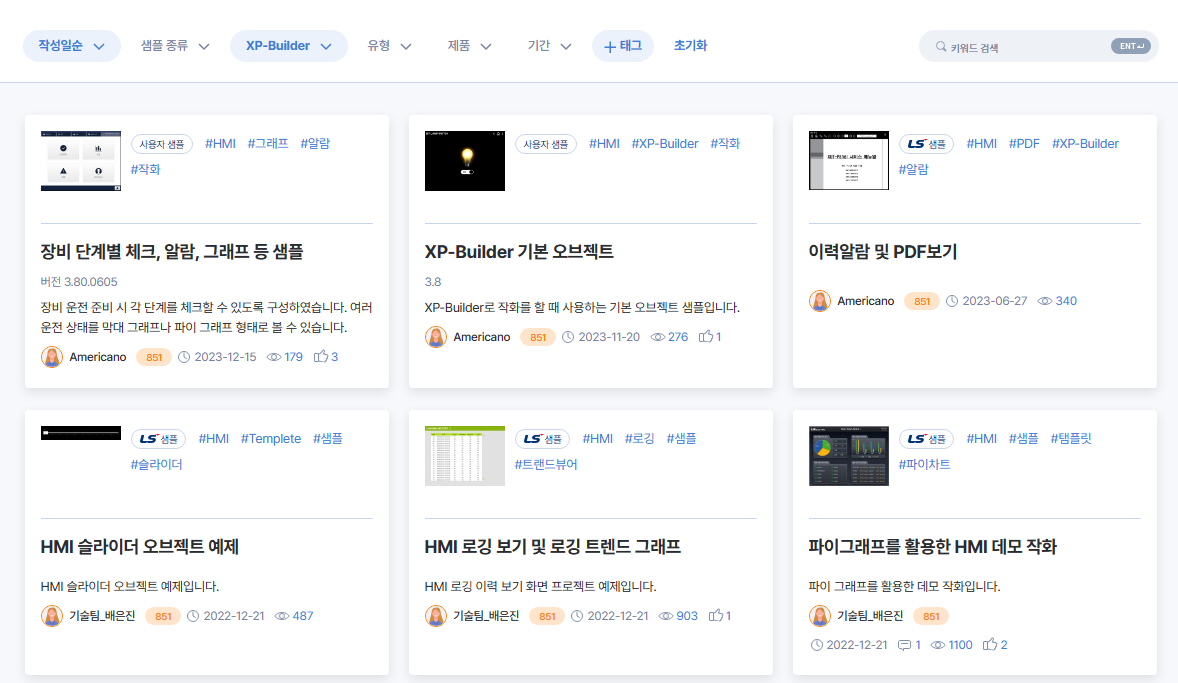 작성일순 샘플 종류 XP-Builder 유형 제품 기간 +태그 초기화 키워드 검색 ENT↵
사용자 샘플 #HMI #그래프 #알람
#작화
장비 단계별 체크, 알람, 그래프 등 샘플
버전 3.80.0605
장비 운전 준비 시 각 단계를 체크할 수 있도록 구성하였습니다. 여러
운전 상태를 막대 그래프나 파이 그래프 형태로 볼 수 있습니다.
Americano 851 2023-12-15 179 3
사용자 샘플 #HMI #XP-Builder #작화
XP-Builder 기본 오브젝트
3.8
XP-Builder로 작화를 할 때 사용하는 기본 오브젝트 샘플입니다.
Americano 851 2023-11-20 276 1
LS 샘플 #HMI #PDF #XP-Builder
#알람
이력알람 및 PDF보기
Americano 851 2023-06-27 340
LS 샘플 #HMI #Templete #샘플
#슬라이더
HMI 슬라이더 오브젝트 예제
HMI 슬라이더 오브젝트 예제입니다.
기술팀_배은진 851 2022-12-21 487
LS 샘플 #HMI #로깅 #샘플
#트랜드뷰어
HMI 로깅 보기 및 로깅 트렌드 그래프
HMI 로깅 이력 보기 화면 프로젝트 예제입니다.
기술팀_배은진 851 2022-12-21 903 1
LS 샘플 #HMI #샘플 #템플릿
#파이차트
파이그래프를 활용한 HMI 데모 작화
파이 그래프를 활용한 데모 작화입니다.
기술팀_배은진 851
2022-12-21 1 1100 2